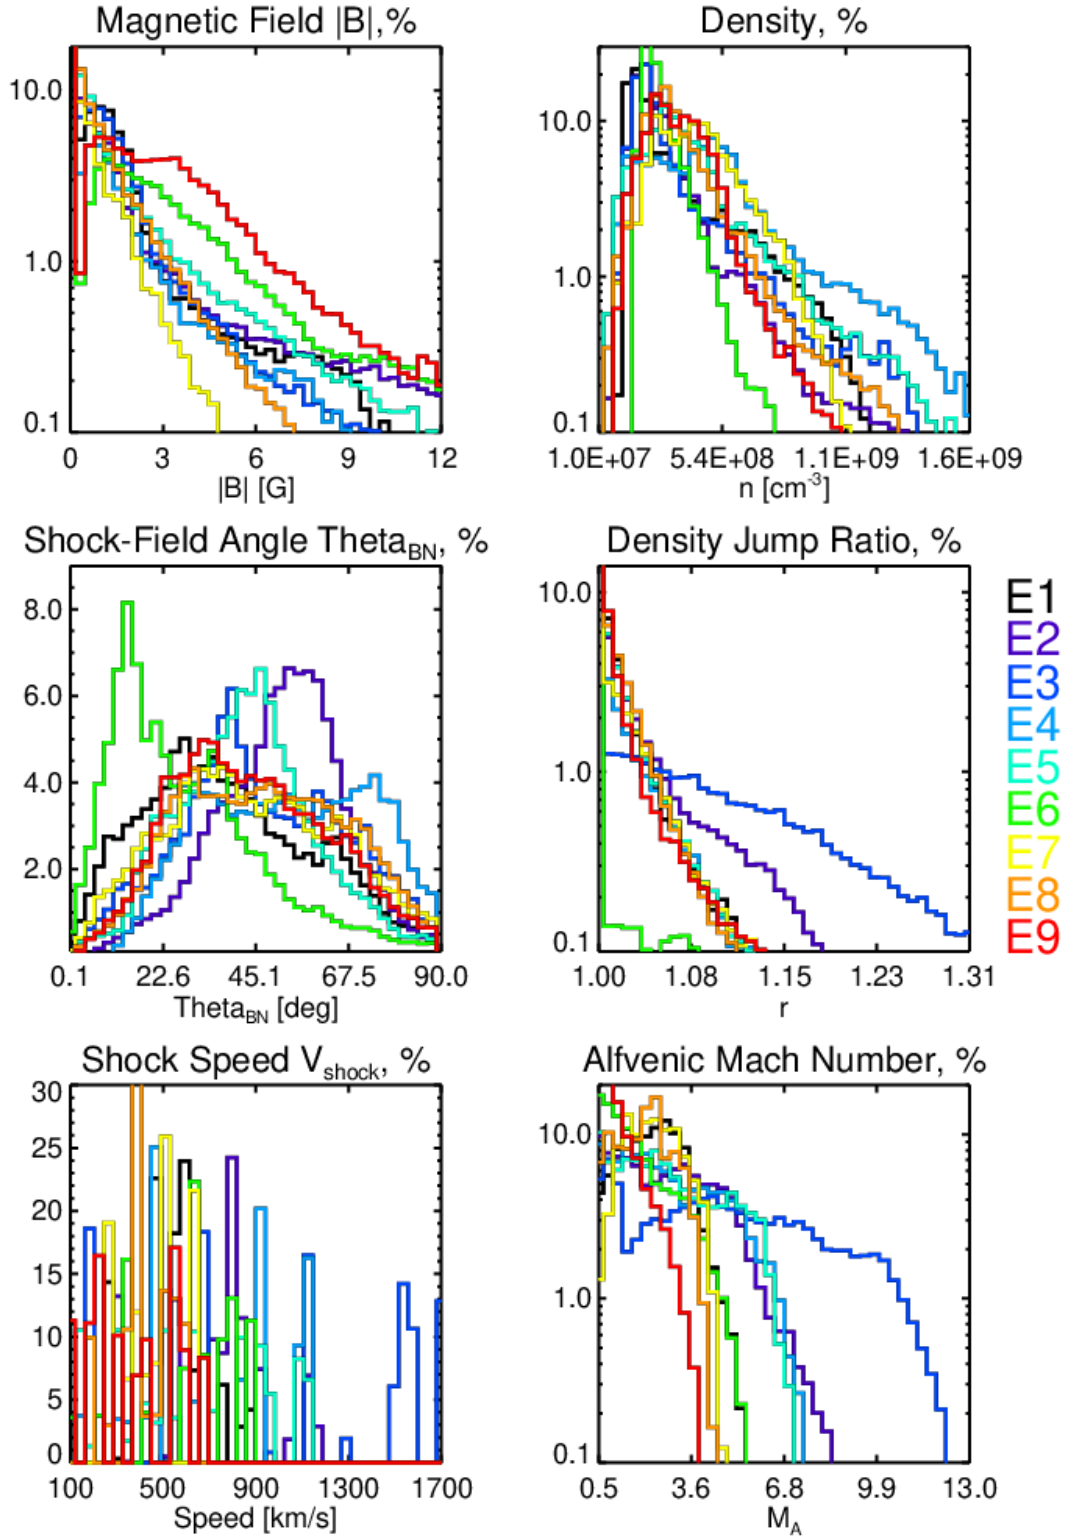 Magnetic Field |B|,%
Density, %
10.0
1.0
0.1
0 3 6 9 12
|B| [G]
10.0
1.0
0.1
1.0E+07 5.4E+08 1.1E+09 1.6E+09
n [cm-3]
Shock-Field Angle ThetaBN, %
Density Jump Ratio, %
8.0
6.0
4.0
2.0
0.1 22.6 45.1 67.5 90.0
ThetaBN [deg]
10.0
1.0
0.1
1.00 1.08 1.15 1.23 1.31
r
E1
E2
E3
E4
E5
E6
E7
E8
E9
Shock Speed Vshock, %
Alfvenic Mach Number, %
30
25
20
15
10
5
0
100 500 900 1300 1700
Speed [km/s]
10.0
1.0
0.1
0.5 3.6 6.8 9.9 13.0
MA